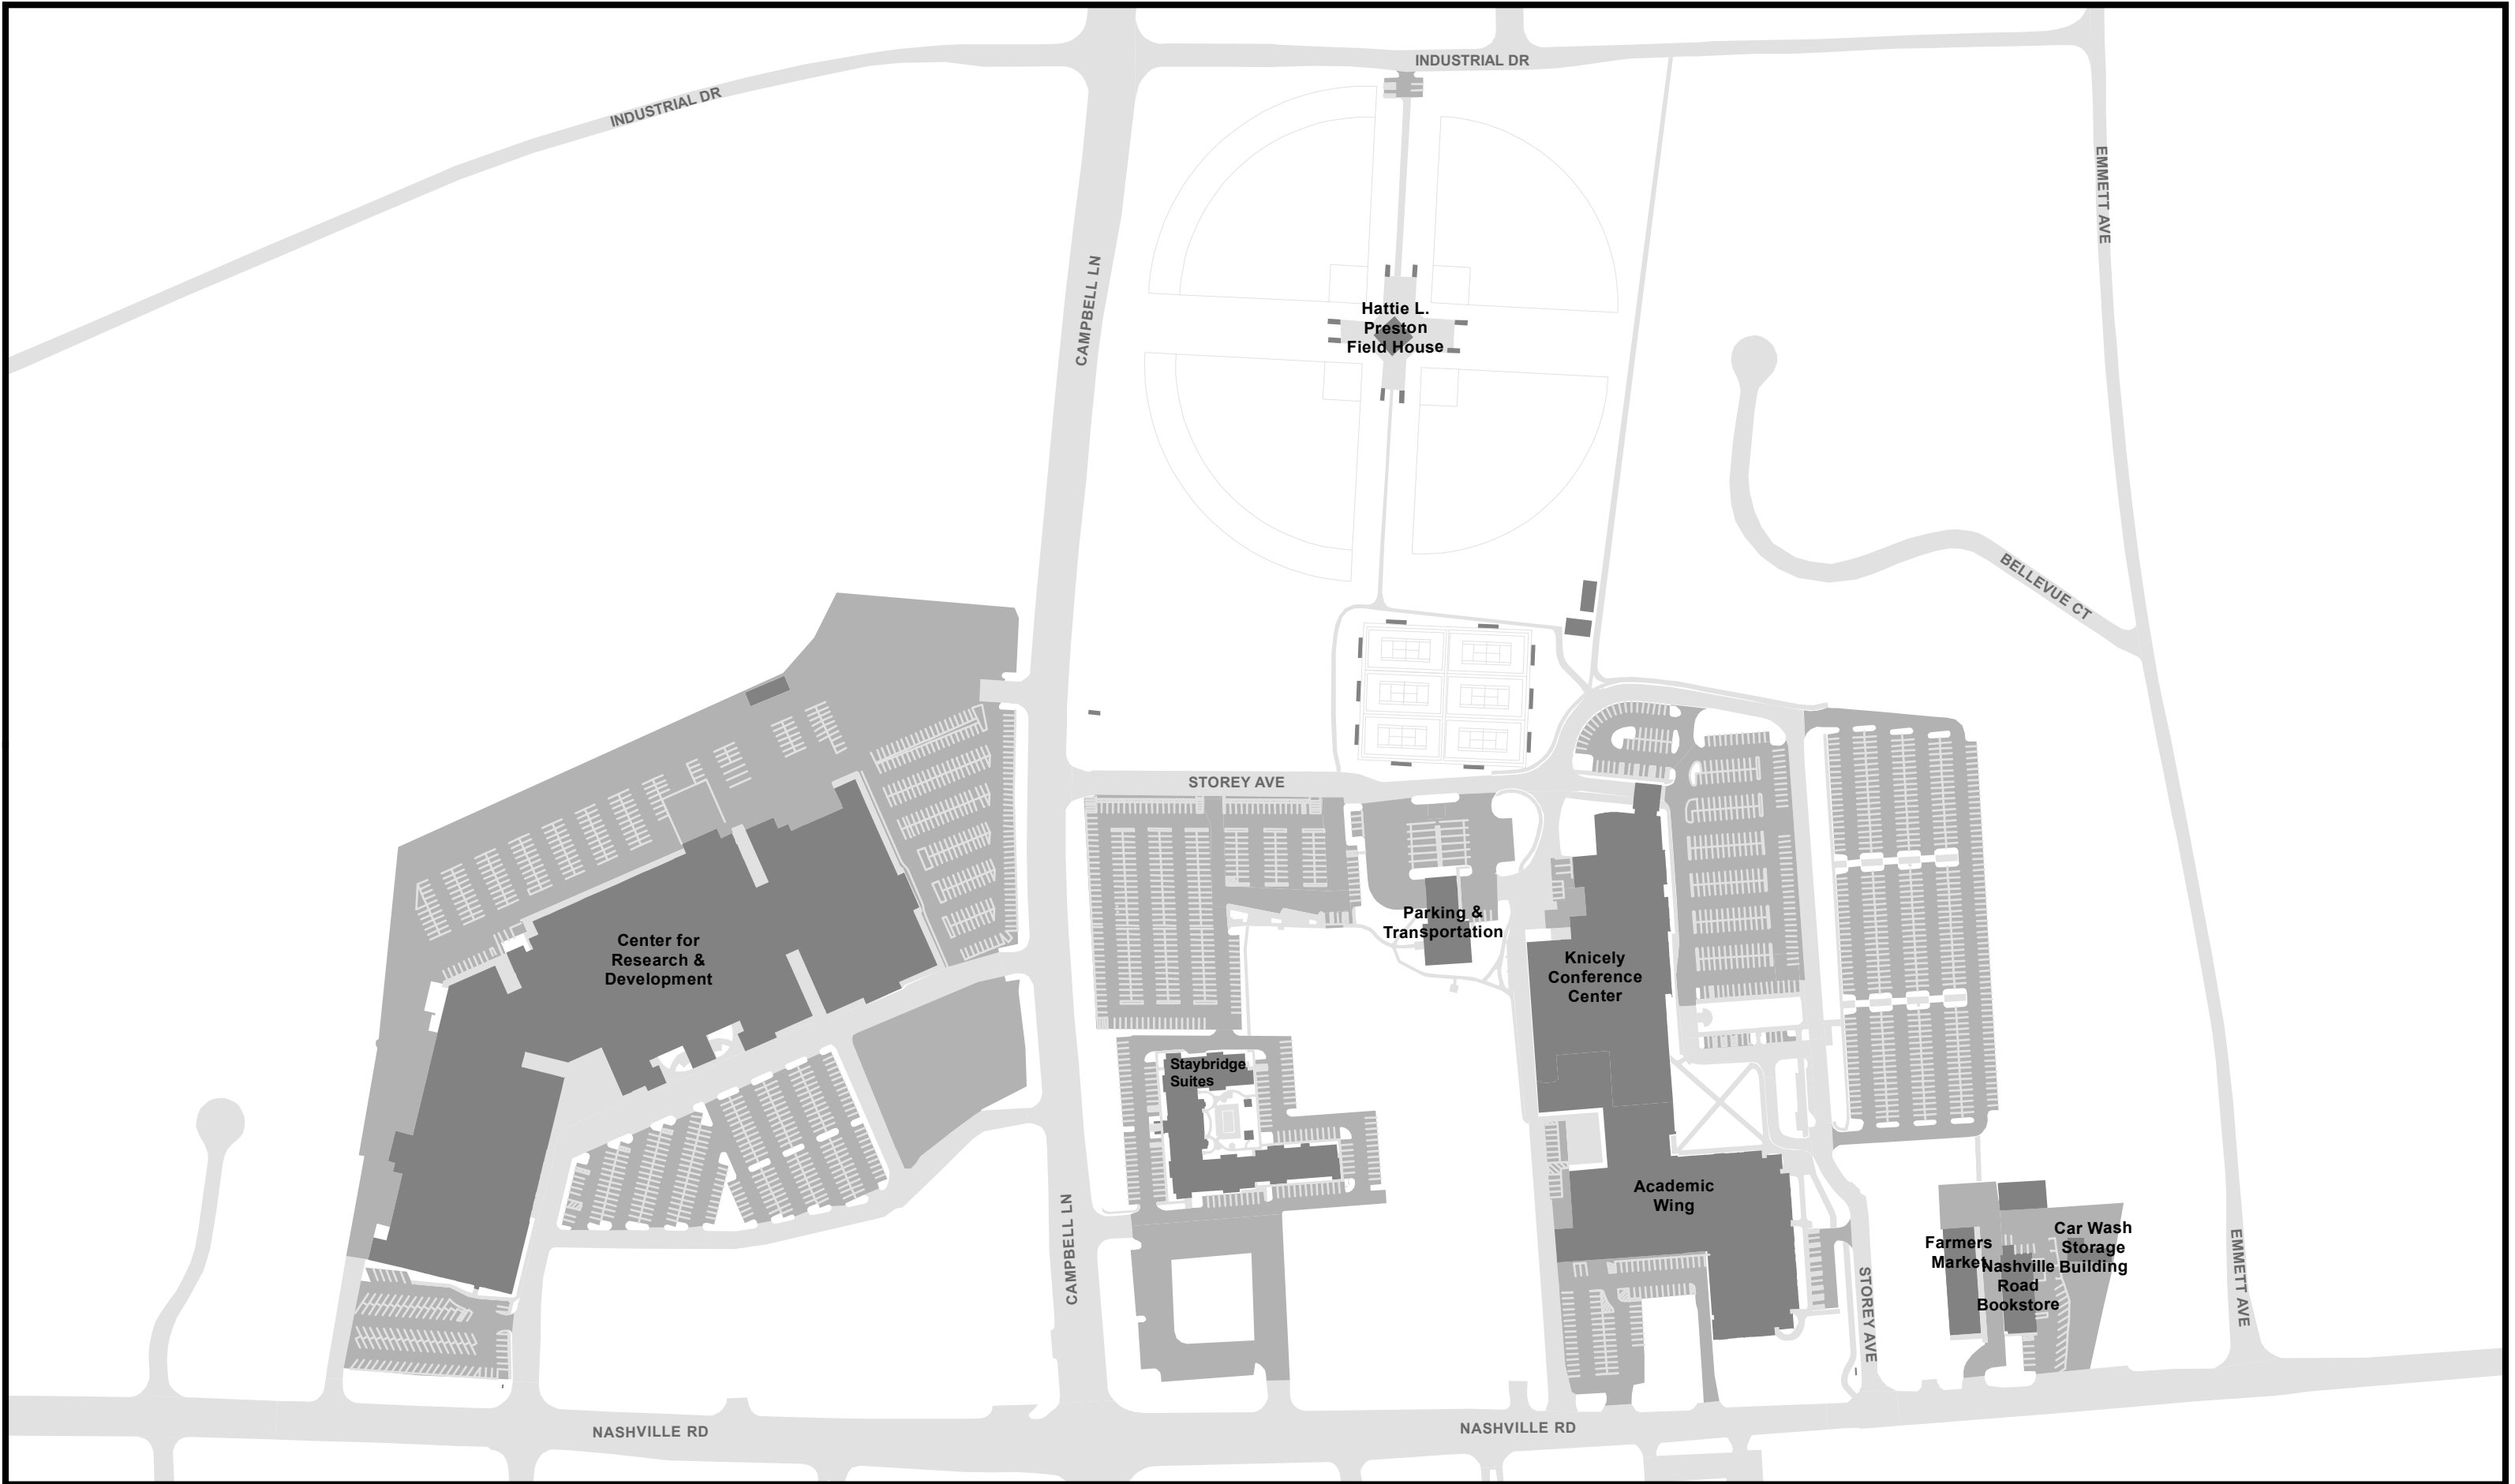 INDUSTRIAL DR
INDUSTRIAL DR
EMMETT AVE
CAMPBELL LN
Hattie L.
Preston
Field House
BELLEVUE CT
STOREY AVE
Parking &
Transportation
Center for
Research &
Development
Knicely
Conference
Center
Staybridge
Suites
Academic
Wing
CAMPBELL LN
Farmers
Market
Nashville
Road
Bookstore
Car Wash
Storage
Building
EMMETT AVE
STOREY AVE
NASHVILLE RD
NASHVILLE RD